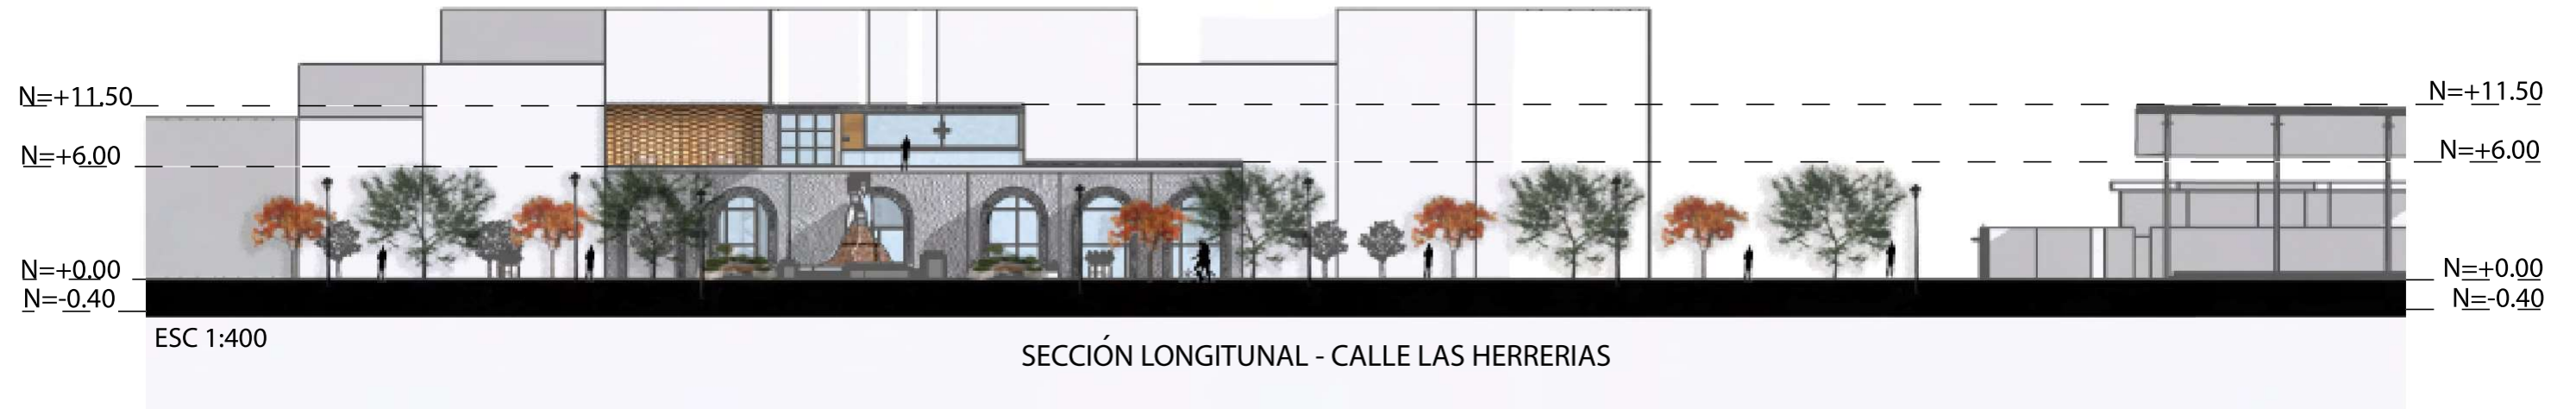 N=+11.50
N=+11.50
N=+6.00
N=+6.00
N=+0.00
N=+0.00
N=-0.40
N=-0.40
ESC 1:400
SECCIÓN LONGITUNAL - CALLE LAS HERRERIAS